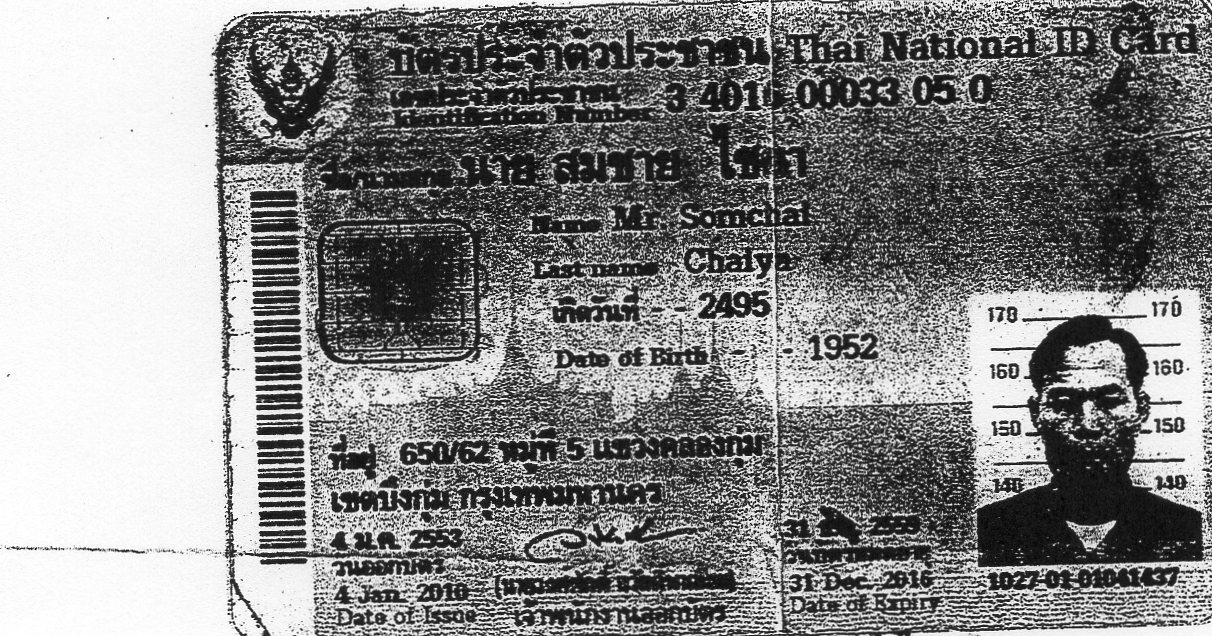 บัตรประจำตัวประชาชน Thai National ID Card
เลขประจำตัวประชาชน
Identification Number 3 4010 00033 05 0
ชื่อตัวและชื่อสกุล นาย สมชาย ไชยา
Name Mr. Somchai
Last name Chaiya
เกิดวันที่ - - 2495
Date of Birth - - 1952
ที่อยู่ 650/62 หมู่ที่ 5 แขวงคลองกุ่ม
เขตบึงกุ่ม กรุงเทพมหานคร
4 ม.ค. 2553
วันออกบัตร
4 Jan. 2010
Date of Issue
เจ้าพนักงานออกบัตร
31 2559
วันบัตรหมดอายุ
31 Dec. 2016
Date of Expiry
170 170
160 160
150 150
140 140
1027-01-01041437